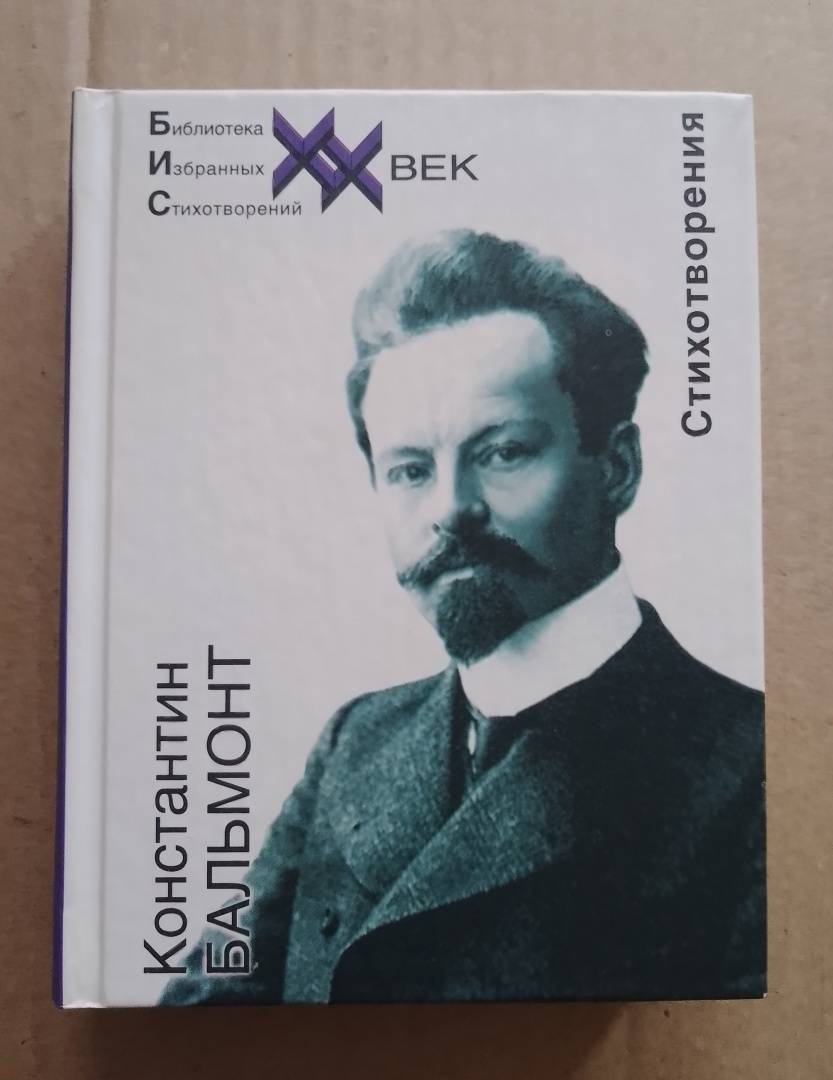 Библиотека
Избранных
Стихотворений
XX ВЕК
Стихотворения
Константин
БАЛЬМОНТ